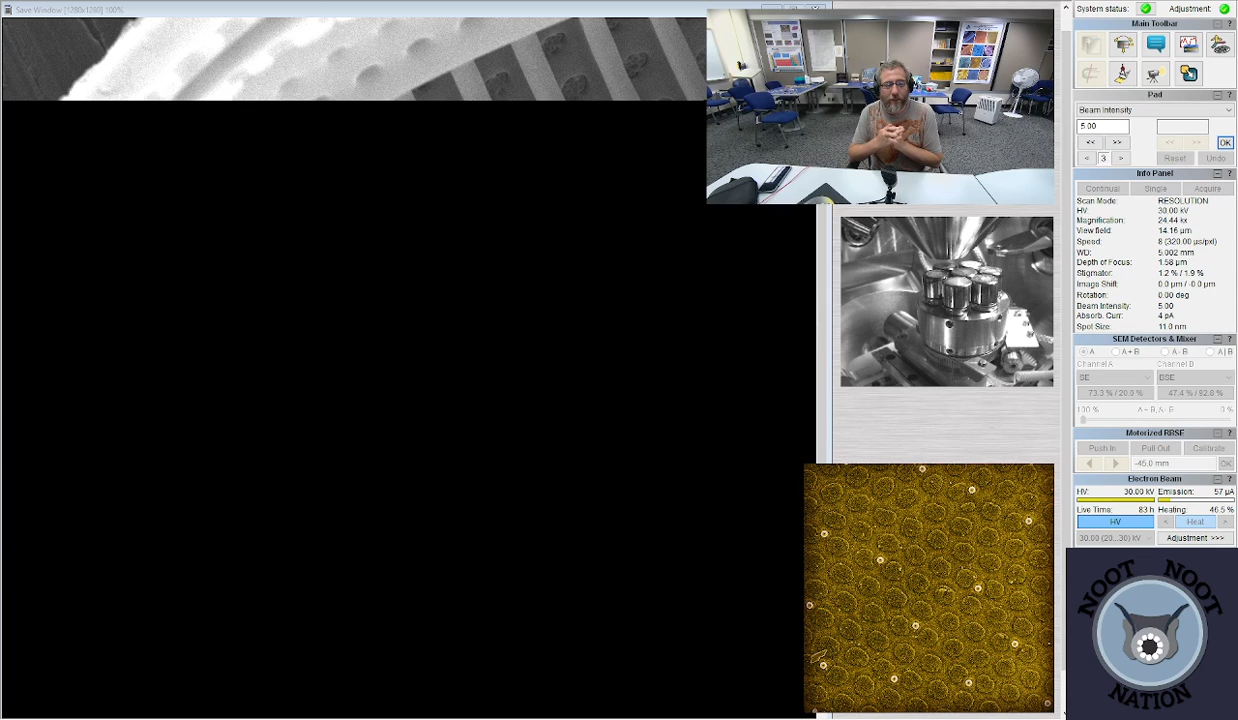 Save Window [1280x1280] 100%
System status:
Adjustment:
Main Toolbar
?
Pad
?
Beam Intensity
5.00
<< >>
<< >>
OK
< 3 >
Reset
Undo
Info Panel
?
Continual
Single
Acquire
Scan Mode: RESOLUTION
HV: 30.00 kV
Magnification: 24.44 kx
View field: 14.16 µm
Speed: 8 (320.00 µs/pxl)
WD: 5.002 mm
Depth of Focus: 1.58 µm
Stigmator: 1.2 % / 1.9 %
Image Shift: 0.0 µm / -0.0 µm
Rotation: 0.00 deg
Beam Intensity: 5.00
Absorb. Curr: 4 pA
Spot Size: 11.0 nm
SEM Detectors & Mixer
?
A
A+B
A-B
A|B
Channel A
Channel B
SE
BSE
73.3 % / 20.0 %
47.4 % / 92.8 %
100 %
A+B, A-B
0 %
Motorized RBSE
?
Push In
Pull Out
Calibrate
-45.0 mm
OK
Electron Beam
?
HV: 30.00 kV
Emission: 57 µA
Live Time: 83 h
Heating: 46.5 %
HV
<
Heat
>
30.00 (20...30) kV
Adjustment >>>
NOOT NOOT
NATION